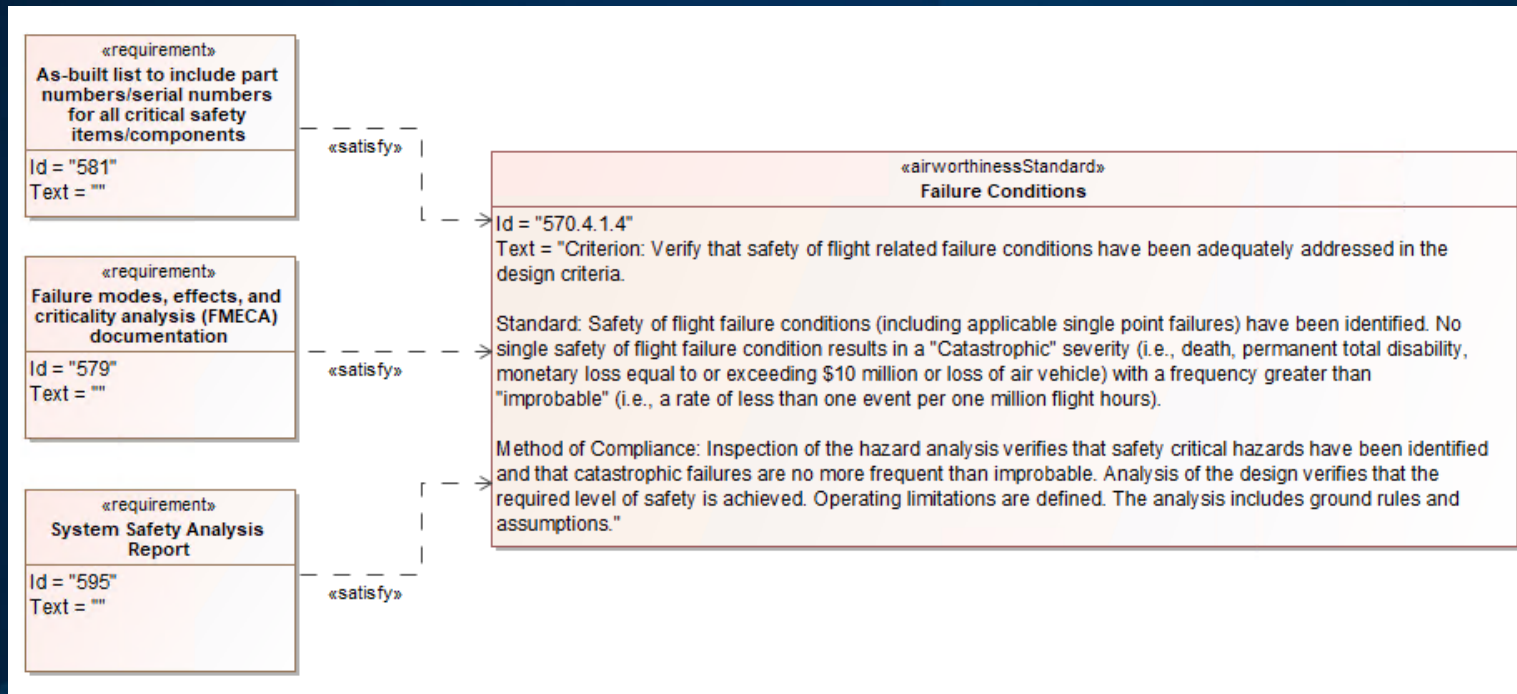 «requirement»
As-built list to include part
numbers/serial numbers
for all critical safety
items/components
Id = "581"
Text = ""
«satisfy»
«requirement»
Failure modes, effects, and
criticality analysis (FMECA)
documentation
Id = "579"
Text = ""
«satisfy»
«requirement»
System Safety Analysis
Report
Id = "595"
Text = ""
«satisfy»
«airworthinessStandard»
Failure Conditions
Id = "570.4.1.4"
Text = "Criterion: Verify that safety of flight related failure conditions have been adequately addressed in the
design criteria.
Standard: Safety of flight failure conditions (including applicable single point failures) have been identified. No
single safety of flight failure condition results in a "Catastrophic" severity (i.e., death, permanent total disability,
monetary loss equal to or exceeding $10 million or loss of air vehicle) with a frequency greater than
"improbable" (i.e., a rate of less than one event per one million flight hours).
Method of Compliance: Inspection of the hazard analysis verifies that safety critical hazards have been identified
and that catastrophic failures are no more frequent than improbable. Analysis of the design verifies that the
required level of safety is achieved. Operating limitations are defined. The analysis includes ground rules and
assumptions."